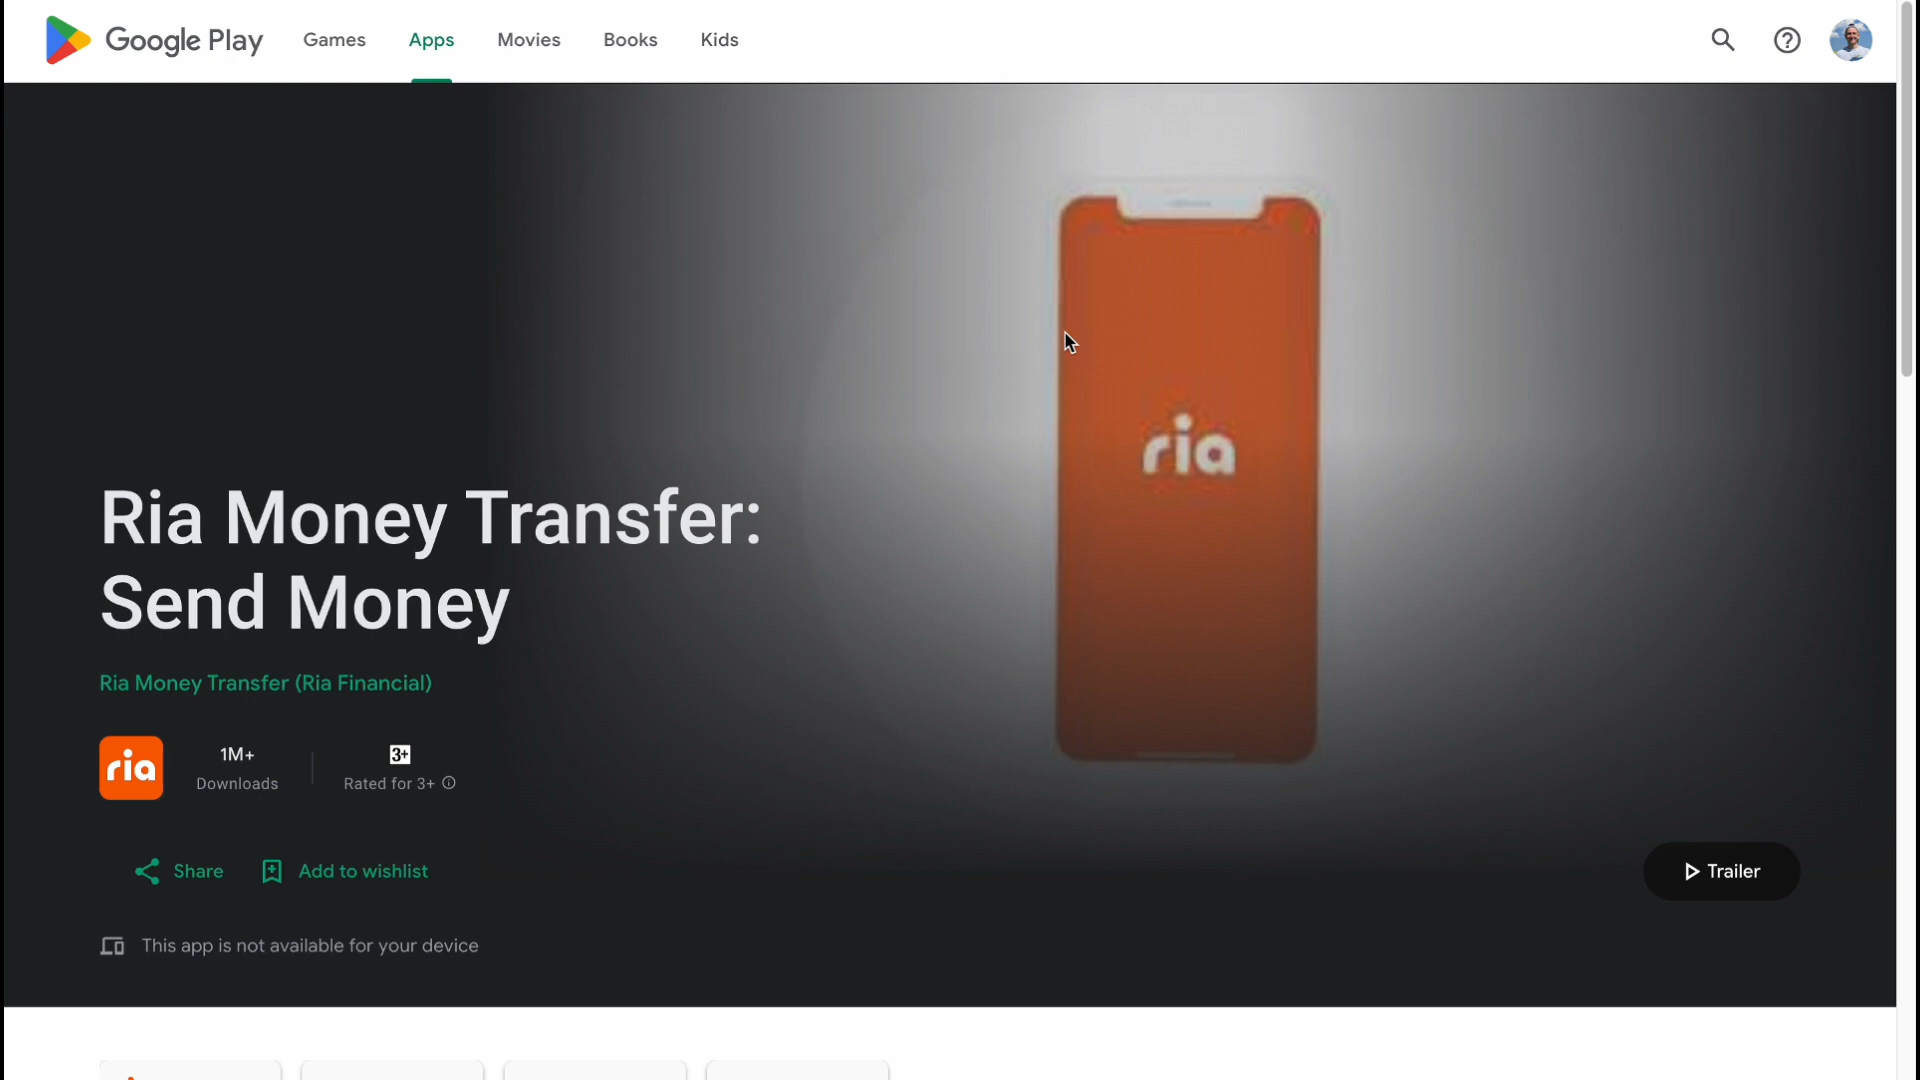 Google Play
Games
Apps
Movies
Books
Kids
ria
Ria Money Transfer:
Send Money
Ria Money Transfer (Ria Financial)
ria
1M+
Downloads
3+
Rated for 3+
Share
Add to wishlist
Trailer
This app is not available for your device